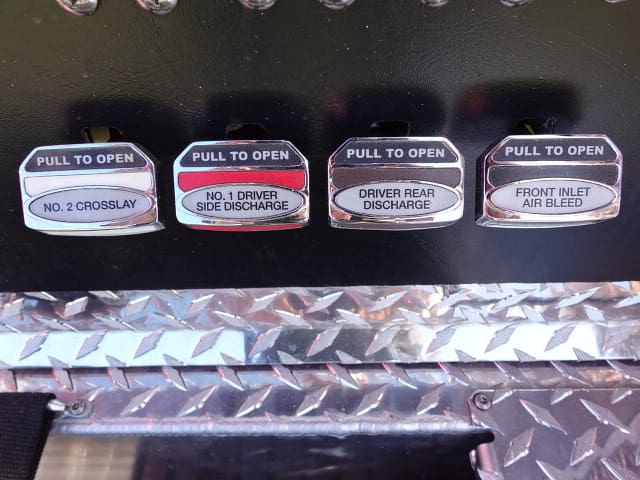 PULL TO OPEN
NO. 2 CROSSLAY
PULL TO OPEN
NO. 1 DRIVER
SIDE DISCHARGE
PULL TO OPEN
DRIVER REAR
DISCHARGE
PULL TO OPEN
FRONT INLET
AIR BLEED